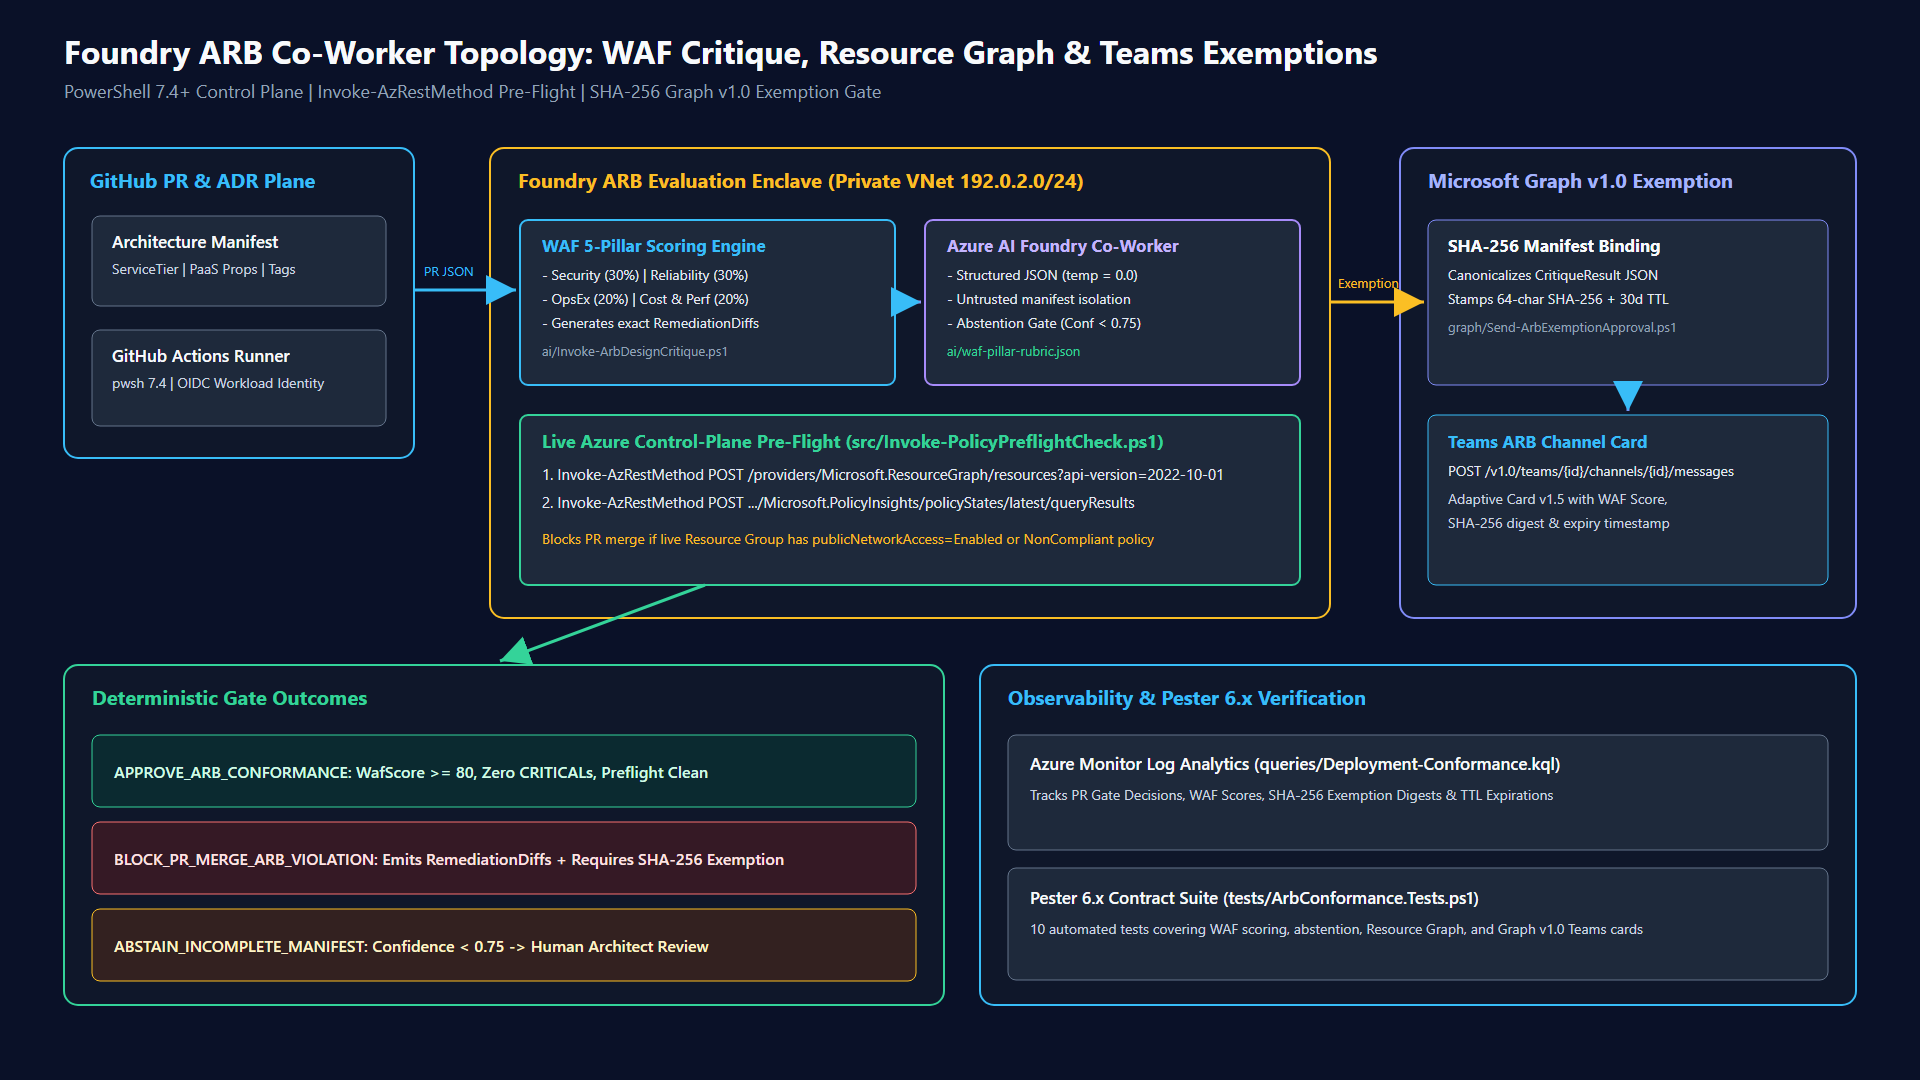 Foundry ARB Co-Worker Topology: WAF Critique, Resource Graph & Teams Exemptions
PowerShell 7.4+ Control Plane | Invoke-AzRestMethod Pre-Flight | SHA-256 Graph v1.0 Exemption Gate
GitHub PR & ADR Plane
Architecture Manifest
ServiceTier | PaaS Props | Tags
GitHub Actions Runner
pwsh 7.4 | OIDC Workload Identity
PR JSON
Foundry ARB Evaluation Enclave (Private VNet 192.0.2.0/24)
WAF 5-Pillar Scoring Engine
- Security (30%) | Reliability (30%)
- OpsEx (20%) | Cost & Perf (20%)
- Generates exact RemediationDiffs
ai/Invoke-ArbDesignCritique.ps1
Azure AI Foundry Co-Worker
- Structured JSON (temp = 0.0)
- Untrusted manifest isolation
- Abstention Gate (Conf < 0.75)
ai/waf-pillar-rubric.json
Live Azure Control-Plane Pre-Flight (src/Invoke-PolicyPreflightCheck.ps1)
1. Invoke-AzRestMethod POST /providers/Microsoft.ResourceGraph/resources?api-version=2022-10-01
2. Invoke-AzRestMethod POST .../Microsoft.PolicyInsights/policyStates/latest/queryResults
Blocks PR merge if live Resource Group has publicNetworkAccess=Enabled or NonCompliant policy
Exemption
Microsoft Graph v1.0 Exemption
SHA-256 Manifest Binding
Canonicalizes CritiqueResult JSON
Stamps 64-char SHA-256 + 30d TTL
graph/Send-ArbExemptionApproval.ps1
Teams ARB Channel Card
POST /v1.0/teams/{id}/channels/{id}/messages
Adaptive Card v1.5 with WAF Score,
SHA-256 digest & expiry timestamp
Deterministic Gate Outcomes
APPROVE_ARB_CONFORMANCE: WafScore >= 80, Zero CRITICALs, Preflight Clean
BLOCK_PR_MERGE_ARB_VIOLATION: Emits RemediationDiffs + Requires SHA-256 Exemption
ABSTAIN_INCOMPLETE_MANIFEST: Confidence < 0.75 -> Human Architect Review
Observability & Pester 6.x Verification
Azure Monitor Log Analytics (queries/Deployment-Conformance.kql)
Tracks PR Gate Decisions, WAF Scores, SHA-256 Exemption Digests & TTL Expirations
Pester 6.x Contract Suite (tests/ArbConformance.Tests.ps1)
10 automated tests covering WAF scoring, abstention, Resource Graph, and Graph v1.0 Teams cards